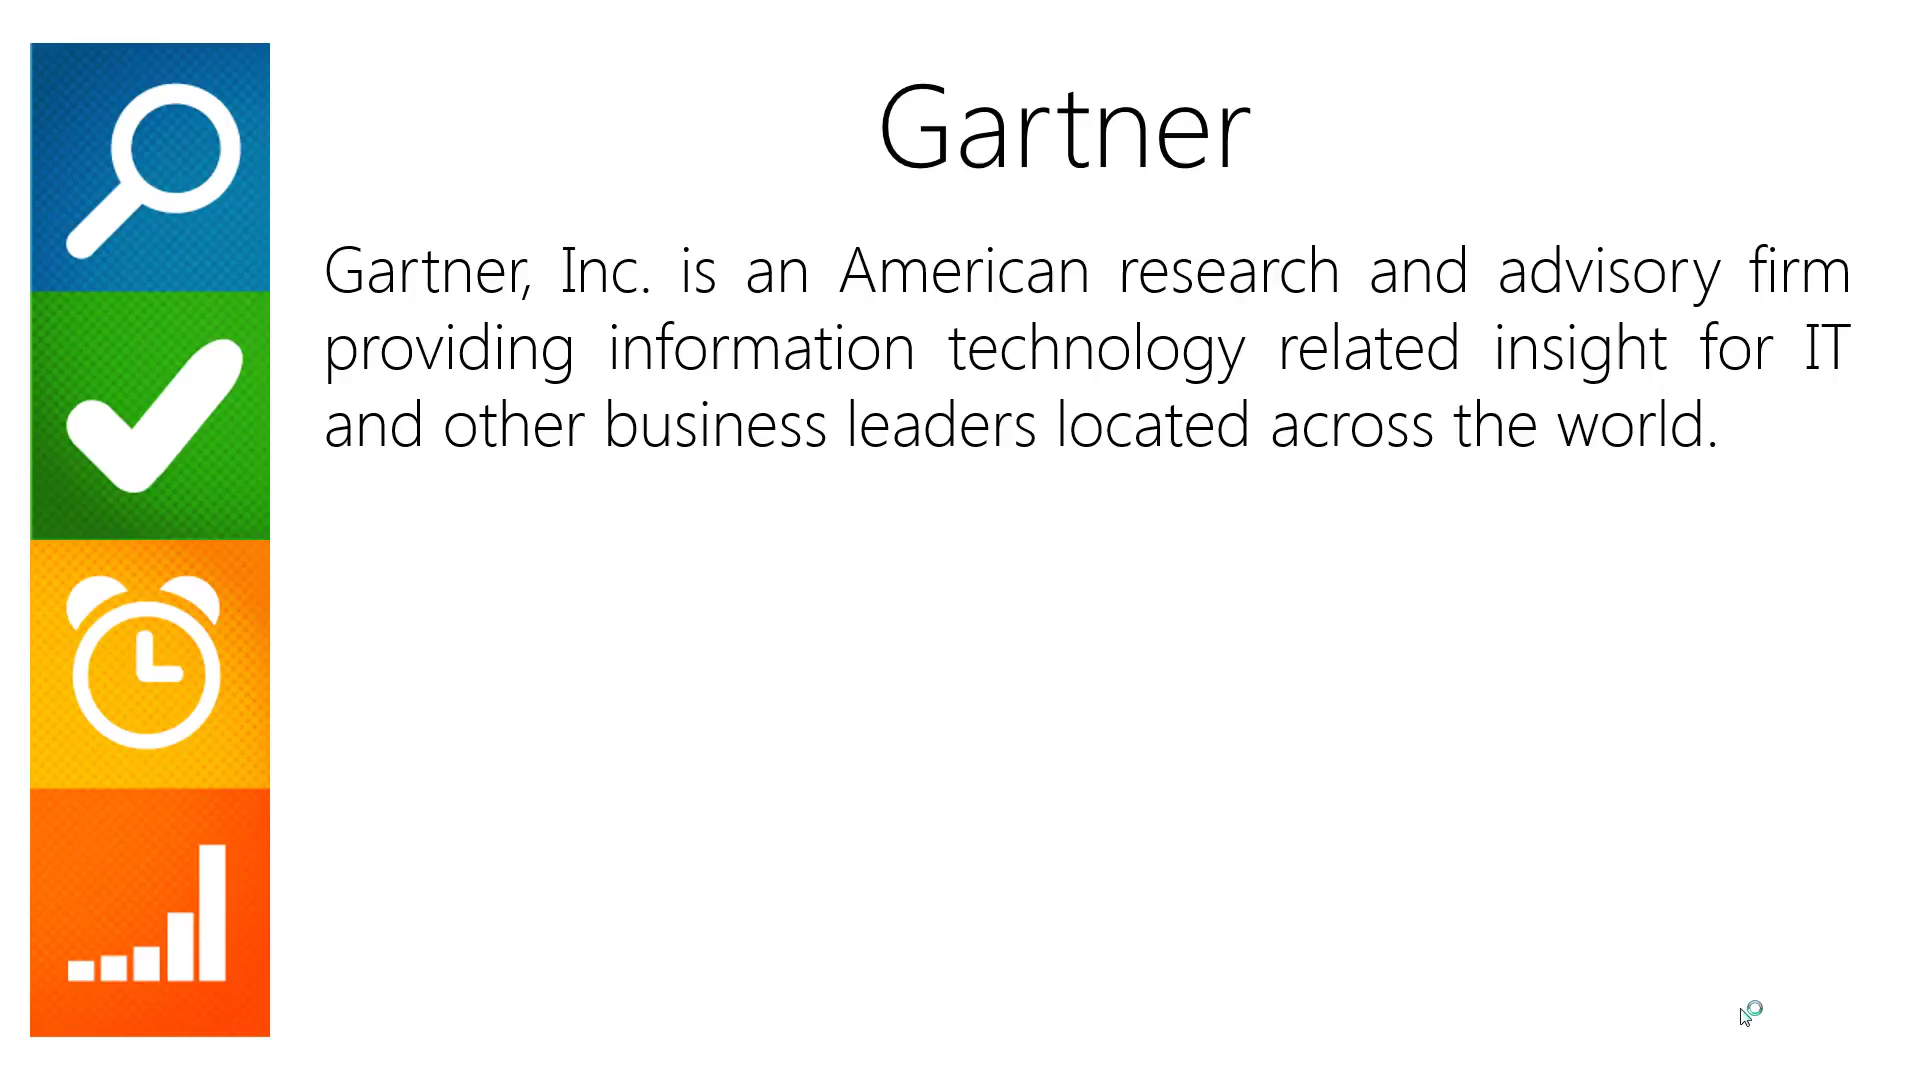 Gartner
Gartner, Inc. is an American research and advisory firm
providing information technology related insight for IT
and other business leaders located across the world.